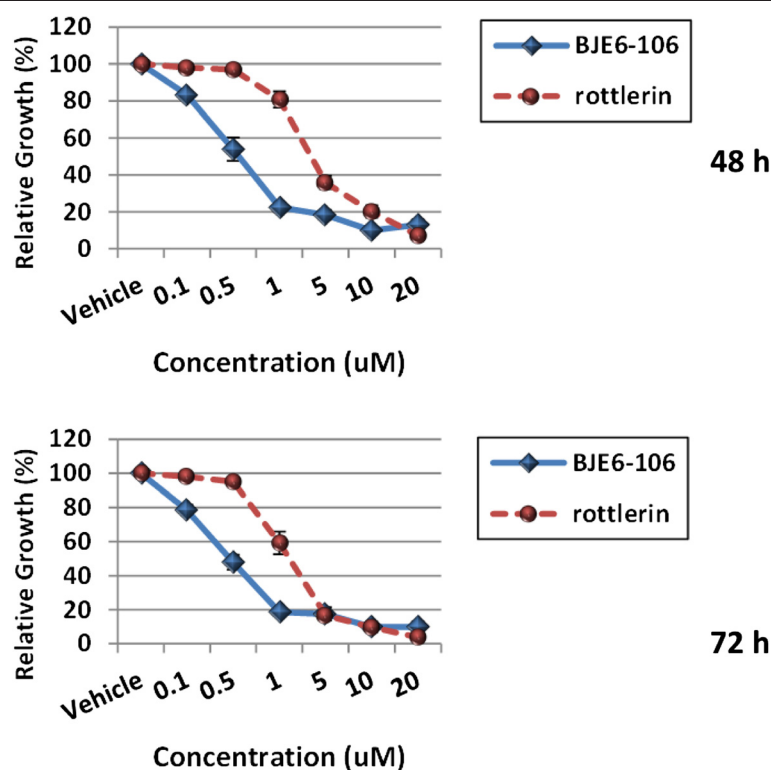 120
100
80
60
40
20
0
Relative Growth (%)
Vehicle 0.1 0.5 1 5 10 20
Concentration (uM)
BJE6-106
rottlerin
48 h
120
100
80
60
40
20
0
Relative Growth (%)
Vehicle 0.1 0.5 1 5 10 20
Concentration (uM)
BJE6-106
rottlerin
72 h